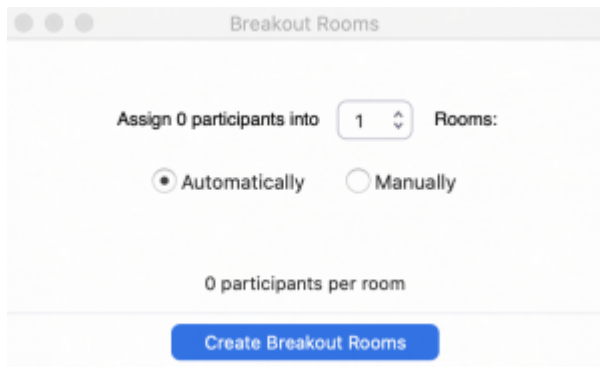 Breakout Rooms
Assign 0 participants into 1 Rooms:
Automatically Manually
0 participants per room
Create Breakout Rooms